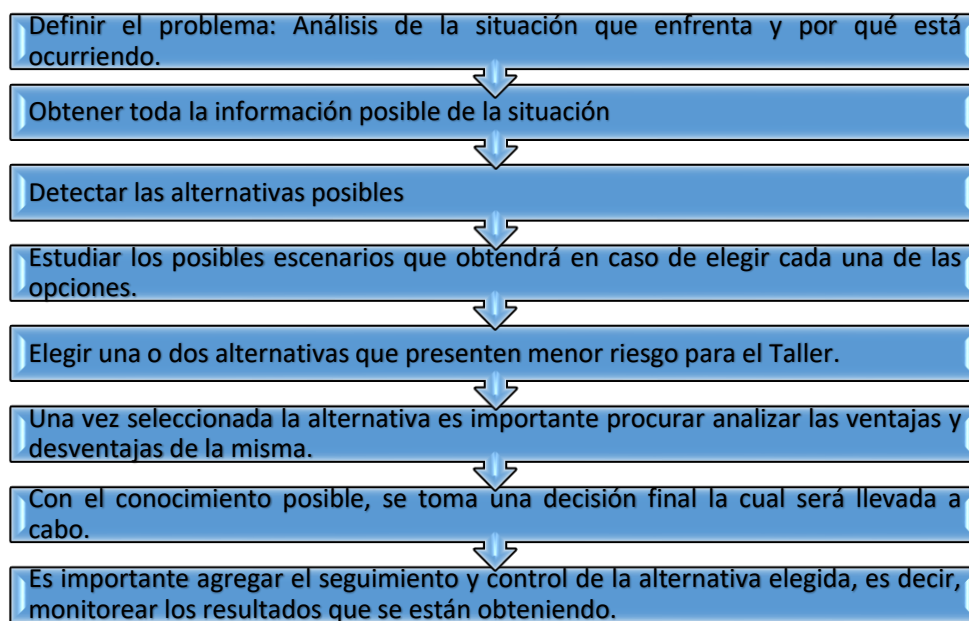 Definir el problema: Análisis de la situación que enfrenta y por qué está
ocurriendo.
Obtener toda la información posible de la situación
Detectar las alternativas posibles
Estudiar los posibles escenarios que obtendrá en caso de elegir cada una de las
opciones.
Elegir una o dos alternativas que presenten menor riesgo para el Taller.
Una vez seleccionada la alternativa es importante procurar analizar las ventajas y
desventajas de la misma.
Con el conocimiento posible, se toma una decisión final la cual será llevada a
cabo.
Es importante agregar el seguimiento y control de la alternativa elegida, es decir,
monitorear los resultados que se están obteniendo.